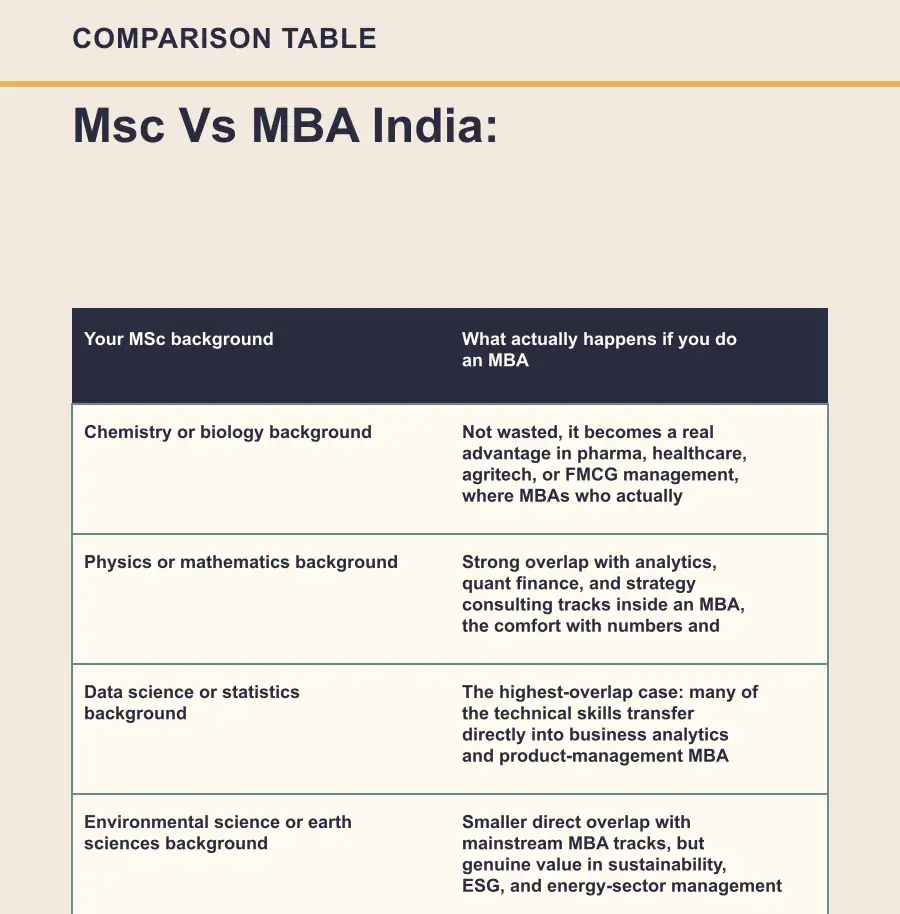 COMPARISON TABLE
Msc Vs MBA India:
Your MSc background
What actually happens if you do
an MBA
Chemistry or biology background
Not wasted, it becomes a real
advantage in pharma, healthcare,
agritech, or FMCG management,
where MBAs who actually
Physics or mathematics background
Strong overlap with analytics,
quant finance, and strategy
consulting tracks inside an MBA,
the comfort with numbers and
Data science or statistics
background
The highest-overlap case: many of
the technical skills transfer
directly into business analytics
and product-management MBA
Environmental science or earth
sciences background
Smaller direct overlap with
mainstream MBA tracks, but
genuine value in sustainability,
ESG, and energy-sector management